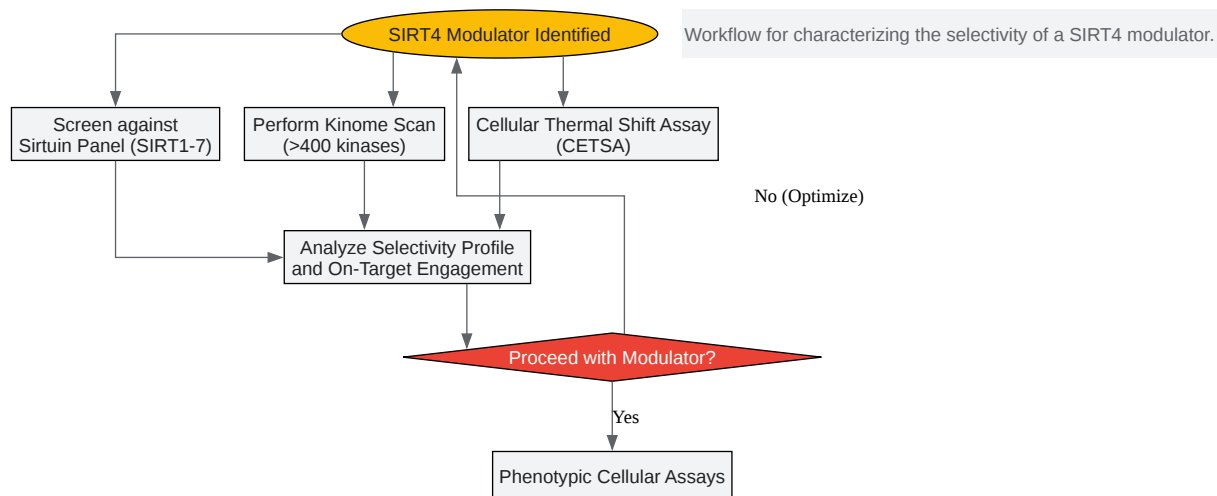 SIRT4 Modulator Identified
Workflow for characterizing the selectivity of a SIRT4 modulator.
Screen against
Sirtuin Panel (SIRT1-7)
Perform Kinome Scan
(>400 kinases)
Cellular Thermal Shift Assay
(CETSA)
No (Optimize)
Analyze Selectivity Profile
and On-Target Engagement
Proceed with Modulator?
Yes
Phenotypic Cellular Assays